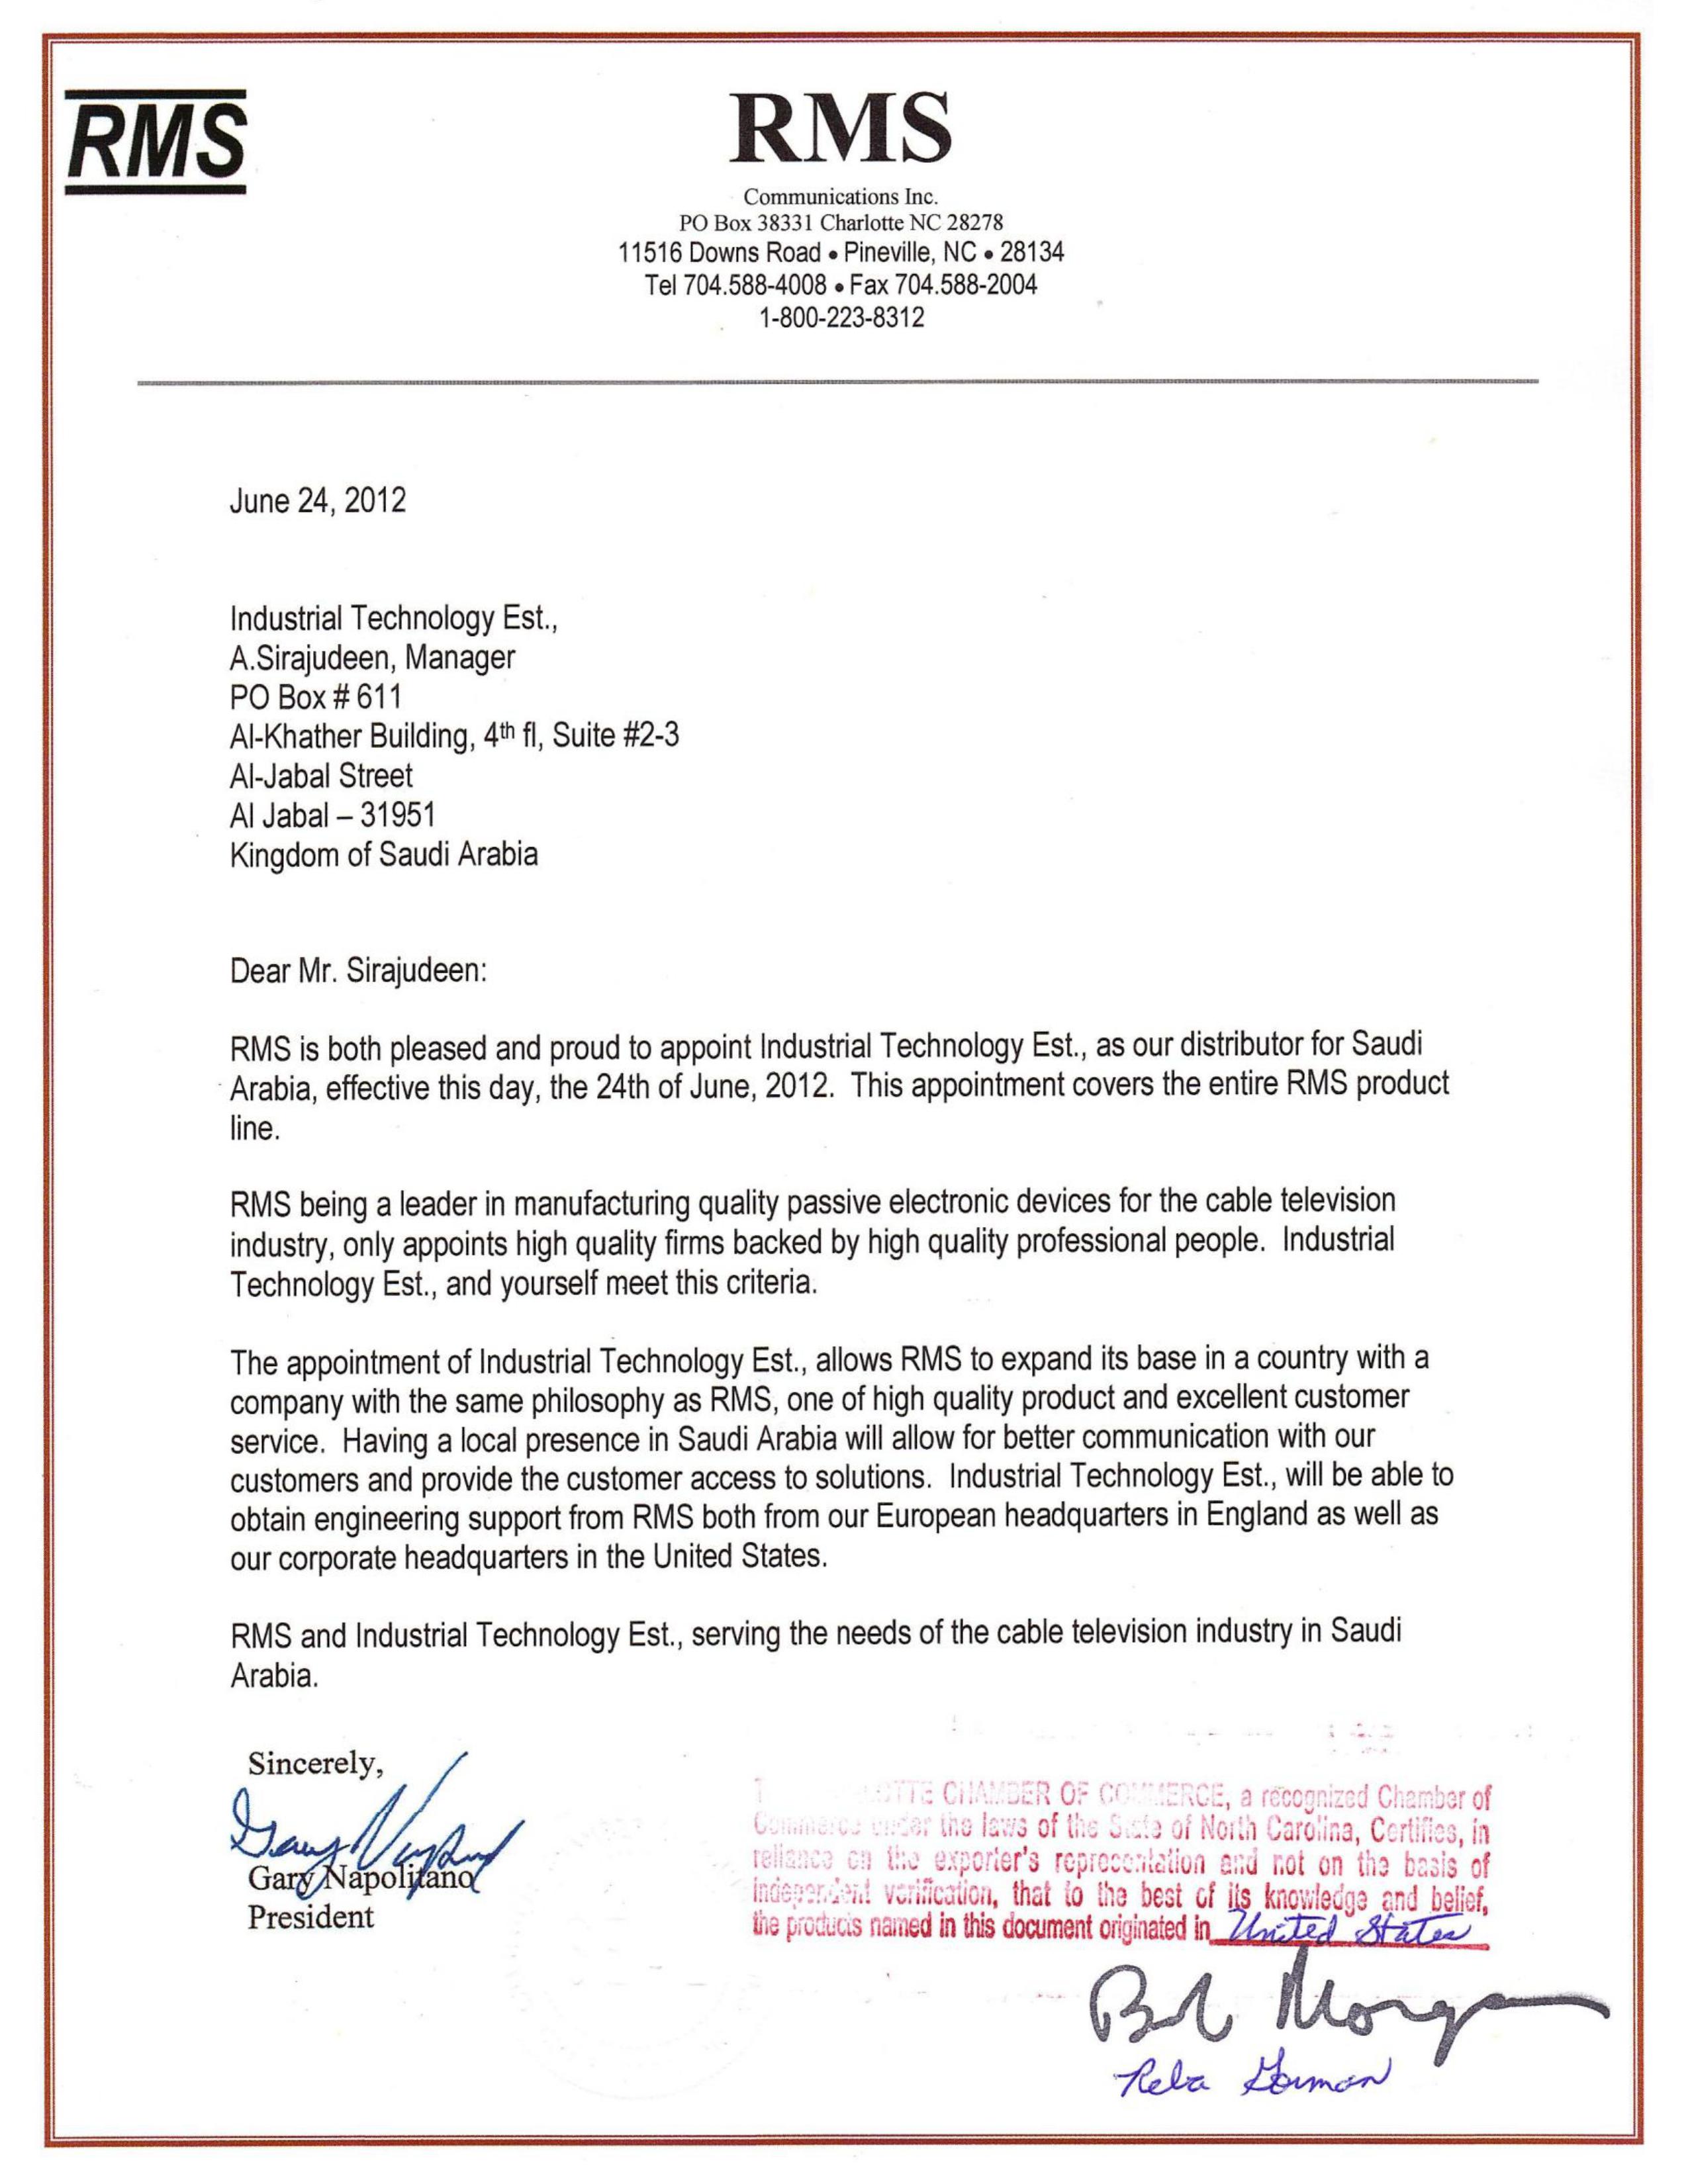 RMS
RMS
Communications Inc.
PO Box 38331 Charlotte NC 28278
11516 Downs Road • Pineville, NC • 28134
Tel 704.588-4008 • Fax 704.588-2004
1-800-223-8312
June 24, 2012
Industrial Technology Est.,
A.Sirajudeen, Manager
PO Box # 611
Al-Khather Building, 4th fl, Suite #2-3
Al-Jabal Street
Al Jabal – 31951
Kingdom of Saudi Arabia
Dear Mr. Sirajudeen:
RMS is both pleased and proud to appoint Industrial Technology Est., as our distributor for Saudi
Arabia, effective this day, the 24th of June, 2012. This appointment covers the entire RMS product
line.
RMS being a leader in manufacturing quality passive electronic devices for the cable television
industry, only appoints high quality firms backed by high quality professional people. Industrial
Technology Est., and yourself meet this criteria.
The appointment of Industrial Technology Est., allows RMS to expand its base in a country with a
company with the same philosophy as RMS, one of high quality product and excellent customer
service. Having a local presence in Saudi Arabia will allow for better communication with our
customers and provide the customer access to solutions. Industrial Technology Est., will be able to
obtain engineering support from RMS both from our European headquarters in England as well as
our corporate headquarters in the United States.
RMS and Industrial Technology Est., serving the needs of the cable television industry in Saudi
Arabia.
Sincerely,
Gary Napolitano
President
CHAMBER OF COMMERCE, a recognized Chamber of
Commerce under the laws of the State of North Carolina, Certifies, in
reliance on the exporter's representation and not on the basis of
independent verification, that to the best of its knowledge and belief,
the products named in this document originated in United States
Bob Morgan
Reba Gorman